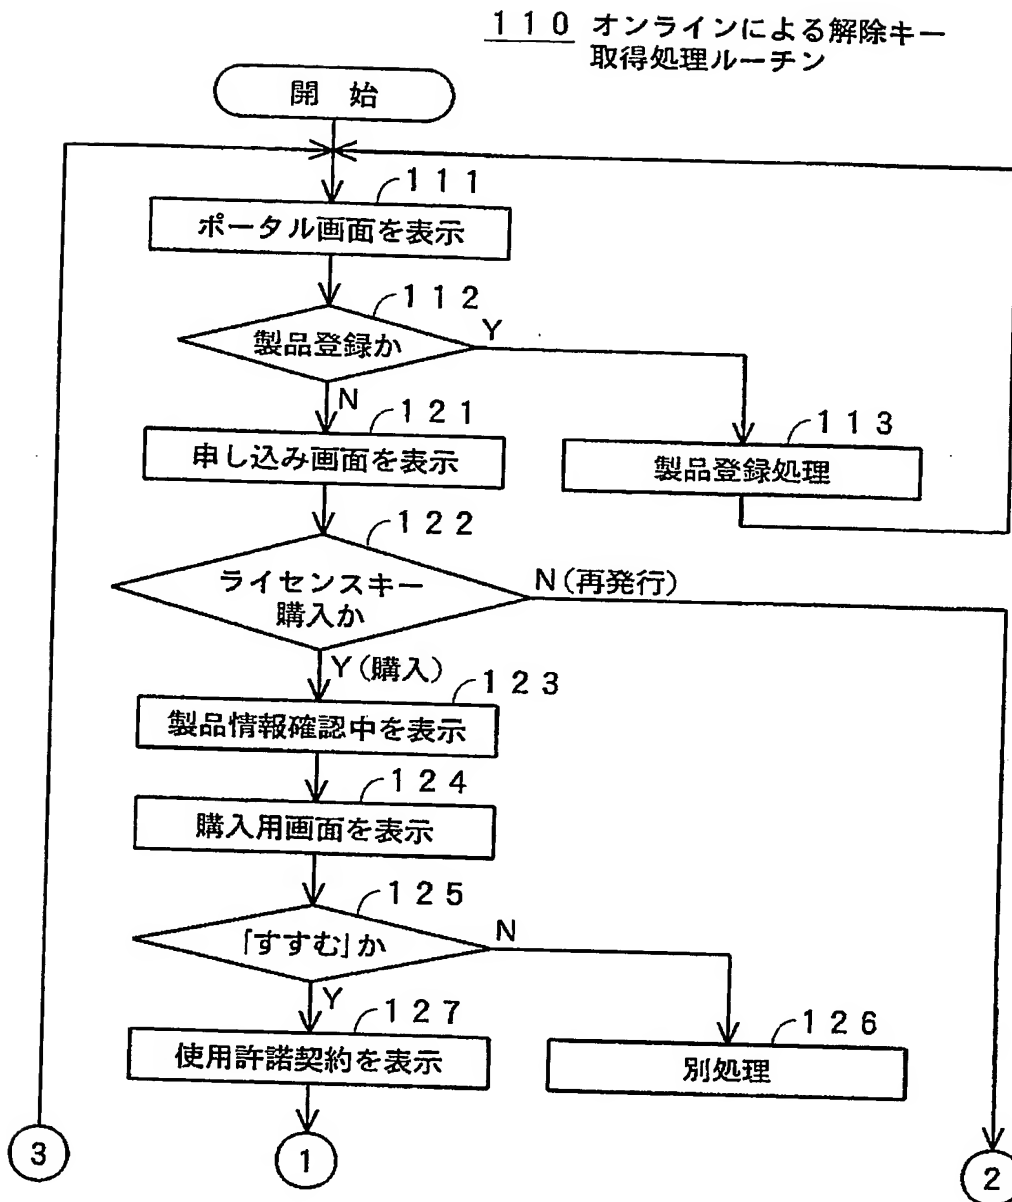 110 オンラインによる解除キー
取得処理ルーチン
開 始
111
ポータル画面を表示
112
製品登録か
Y
N
121
申し込み画面を表示
113
製品登録処理
122
ライセンスキー
購入か
N(再発行)
Y(購入)
123
製品情報確認中を表示
124
購入用画面を表示
125
「すすむ」か
N
Y
127
使用許諾契約を表示
126
別処理
3
1
2